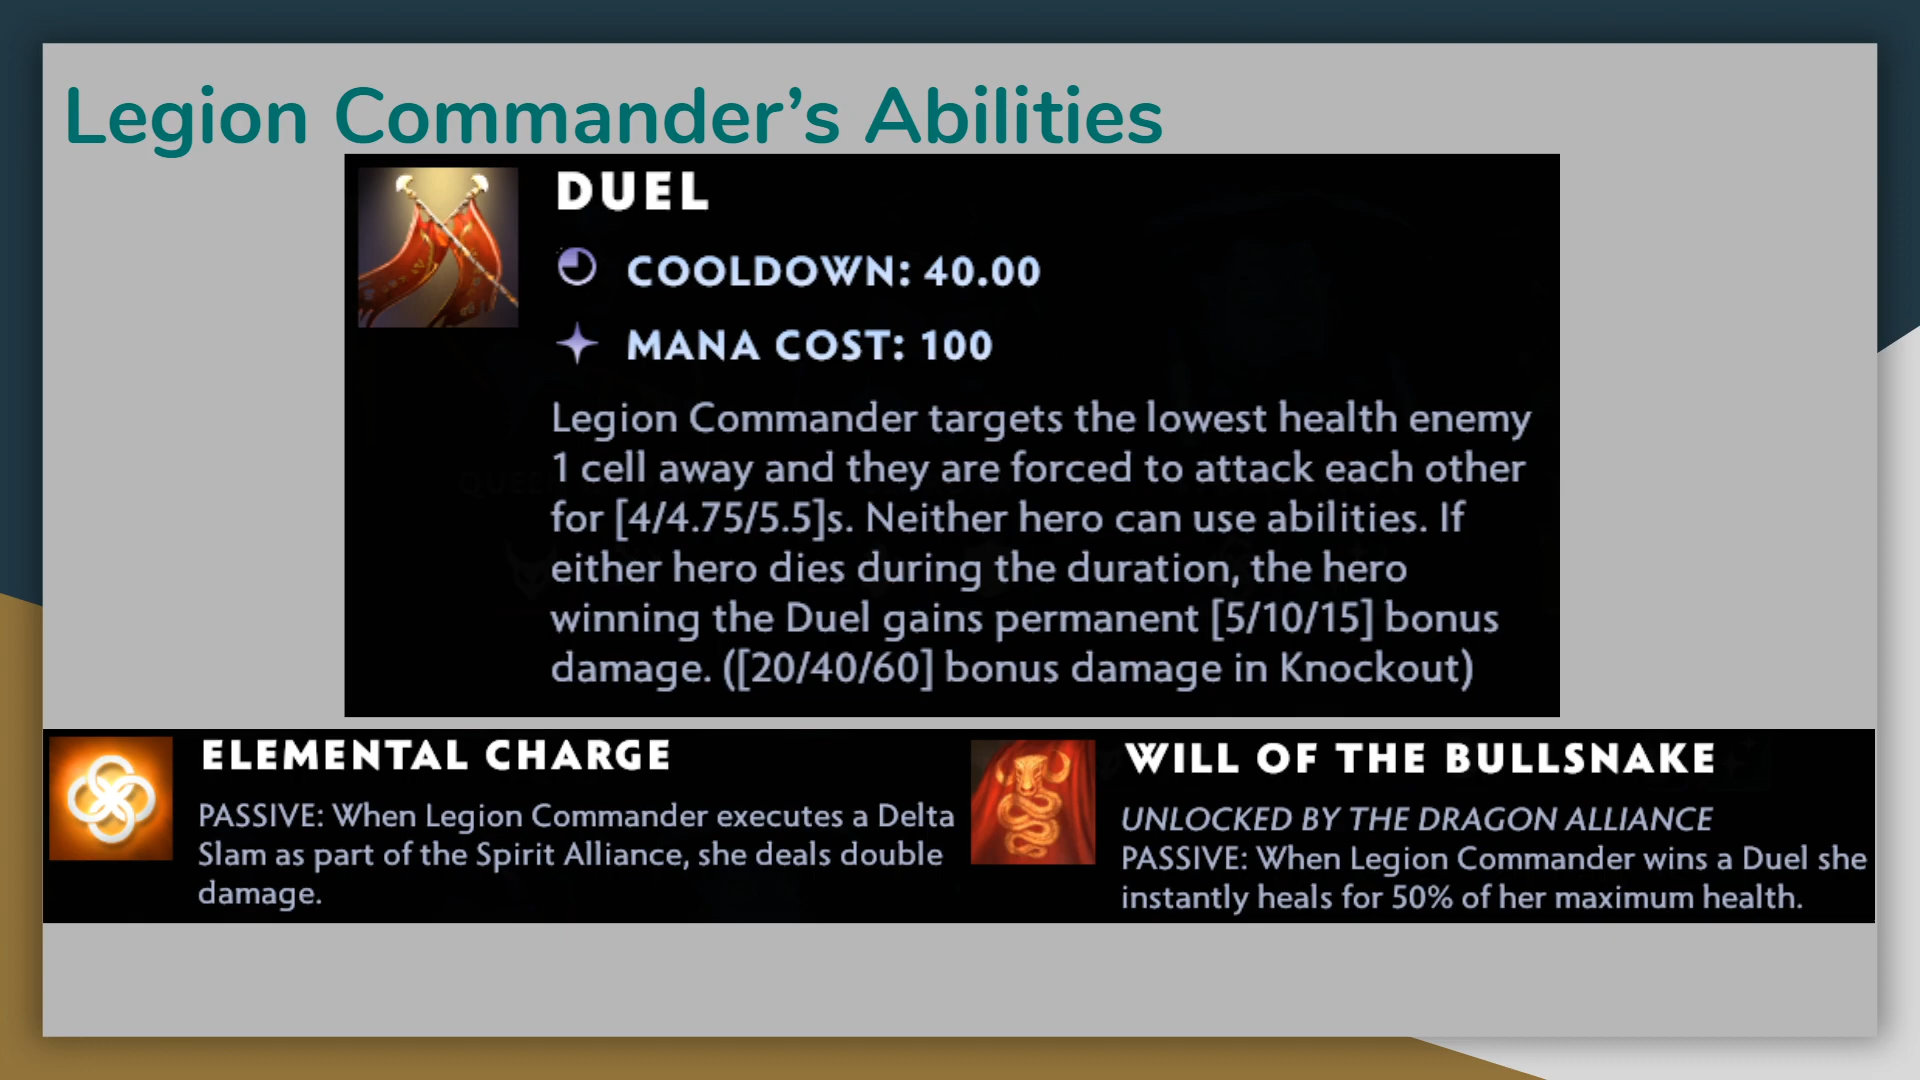 Legion Commander’s Abilities
DUEL
COOLDOWN: 40.00
MANA COST: 100
Legion Commander targets the lowest health enemy
1 cell away and they are forced to attack each other
for [4/4.75/5.5]s. Neither hero can use abilities. If
either hero dies during the duration, the hero
winning the Duel gains permanent [5/10/15] bonus
damage. ([20/40/60] bonus damage in Knockout)
ELEMENTAL CHARGE
PASSIVE: When Legion Commander executes a Delta
Slam as part of the Spirit Alliance, she deals double
damage.
WILL OF THE BULLSNAKE
UNLOCKED BY THE DRAGON ALLIANCE
PASSIVE: When Legion Commander wins a Duel she
instantly heals for 50% of her maximum health.